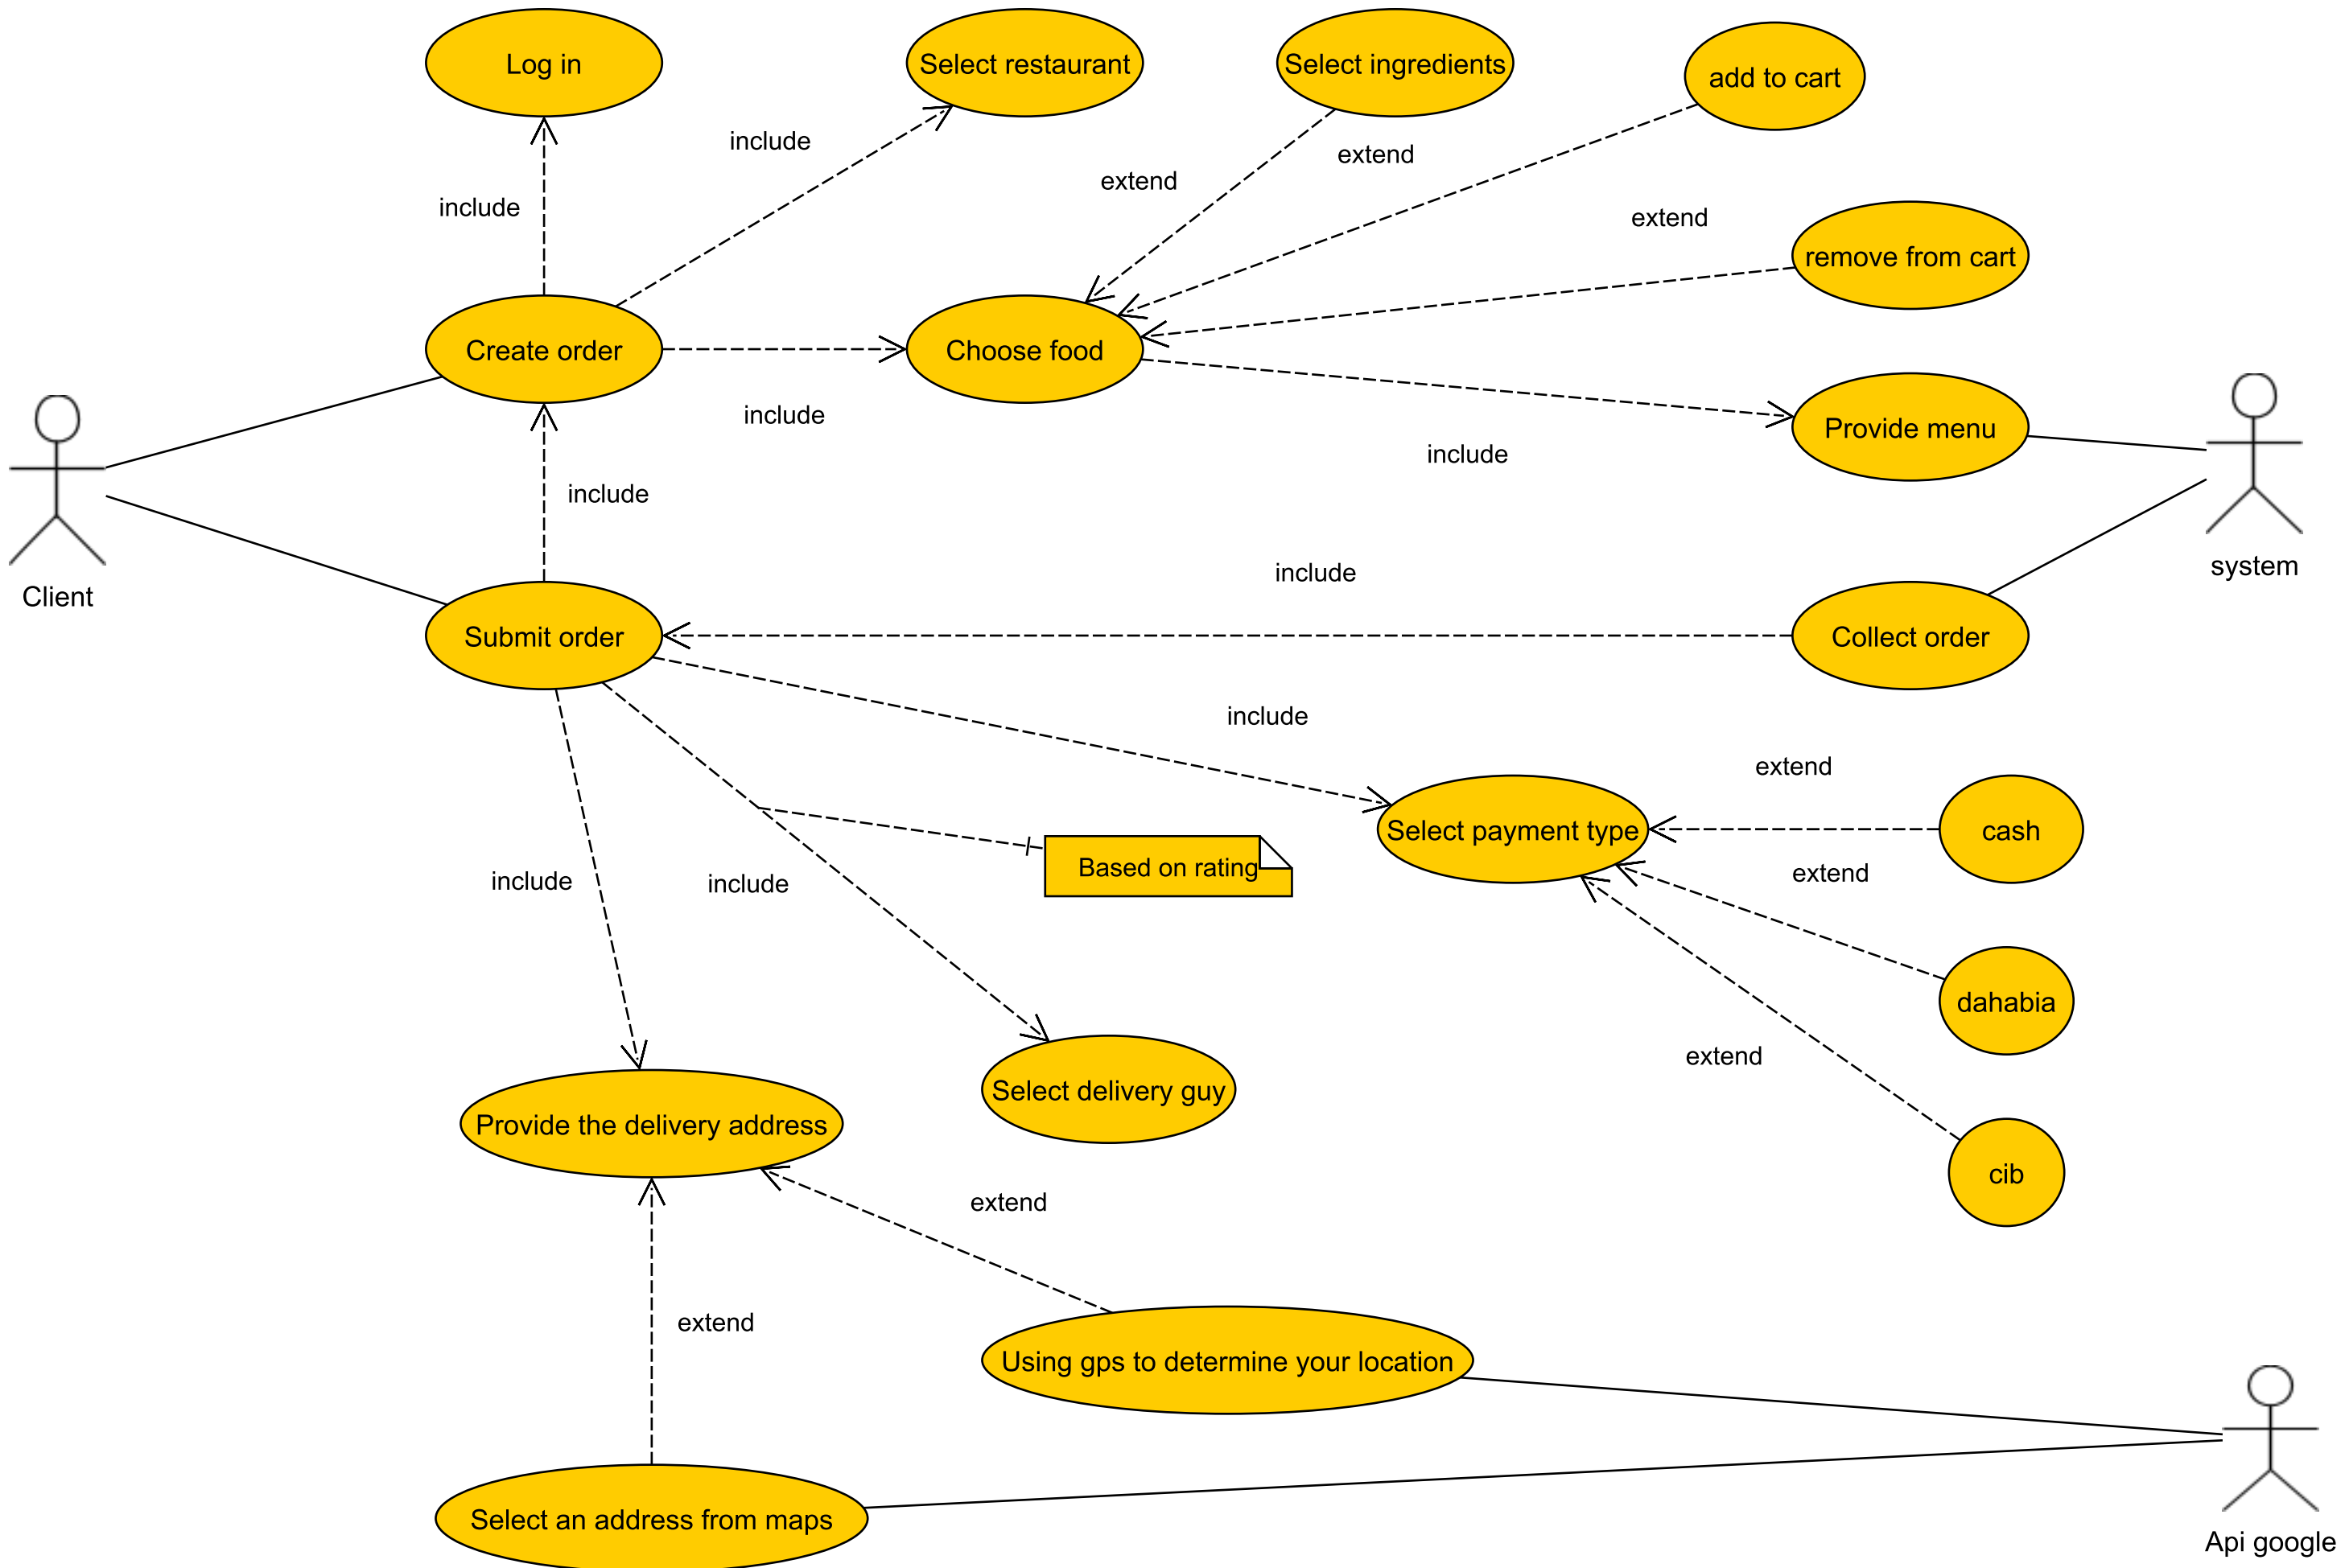 Log in
Select restaurant
Select ingredients
add to cart
include
extend
extend
include
extend
remove from cart
Create order
Choose food
include
Provide menu
include
include
Client
system
include
Submit order
Collect order
include
extend
Select payment type
cash
Based on rating
extend
include
include
dahabia
extend
Select delivery guy
Provide the delivery address
cib
extend
extend
Using gps to determine your location
Select an address from maps
Api google